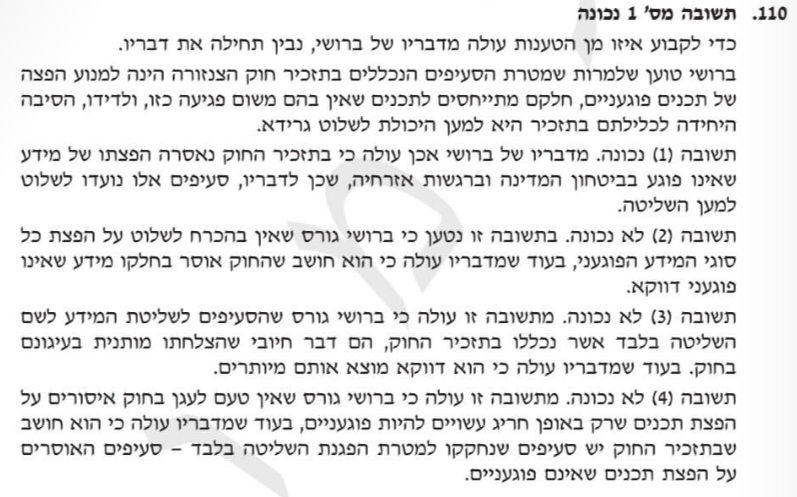 110. תשובה מס' 1 נכונה
כדי לקבוע איזו מן הטענות עולה מדבריו של ברושי, נבין תחילה את דבריו.
ברושי טוען שלמרות שמטרת הסעיפים הנכללים בתזכיר חוק הצנזורה הינה למנוע הפצה
של תכנים פוגעניים, חלקם מתייחסים לתכנים שאין בהם משום פגיעה כזו, ולדידו, הסיבה
היחידה לכלילתם בתזכיר היא למען היכולת לשלוט גרידא.
תשובה (1) נכונה. מדבריו של ברושי אכן עולה כי בתזכיר החוק נאסרה הפצתו של מידע
שאינו פוגע בביטחון המדינה וברגשות אזרחיה, שכן לדבריו, סעיפים אלו נועדו לשלוט
למען השליטה.
תשובה (2) לא נכונה. בתשובה זו נטען כי ברושי גורס שאין בהכרח לשלוט על הפצת כל
סוגי המידע הפוגעני, בעוד שמדבריו עולה כי הוא חושב שהחוק אוסר בחלקו מידע שאינו
פוגעני דווקא.
תשובה (3) לא נכונה. מתשובה זו עולה כי ברושי גורס שהסעיפים לשליטת המידע לשם
השליטה בלבד אשר נכללו בתזכיר החוק, הם דבר חיובי שהצלחתו מותנית בעיגונם
בחוק. בעוד שמדבריו עולה כי הוא דווקא מוצא אותם מיותרים.
תשובה (4) לא נכונה. מתשובה זו עולה כי ברושי גורס שאין טעם לעגן בחוק איסורים על
הפצת תכנים שרק באופן חריג עשויים להיות פוגעניים, בעוד שמדבריו עולה כי הוא חושב
שבתזכיר החוק יש סעיפים שנחקקו למטרת הפגנת השליטה בלבד – סעיפים האוסרים
על הפצת תכנים שאינם פוגעניים.